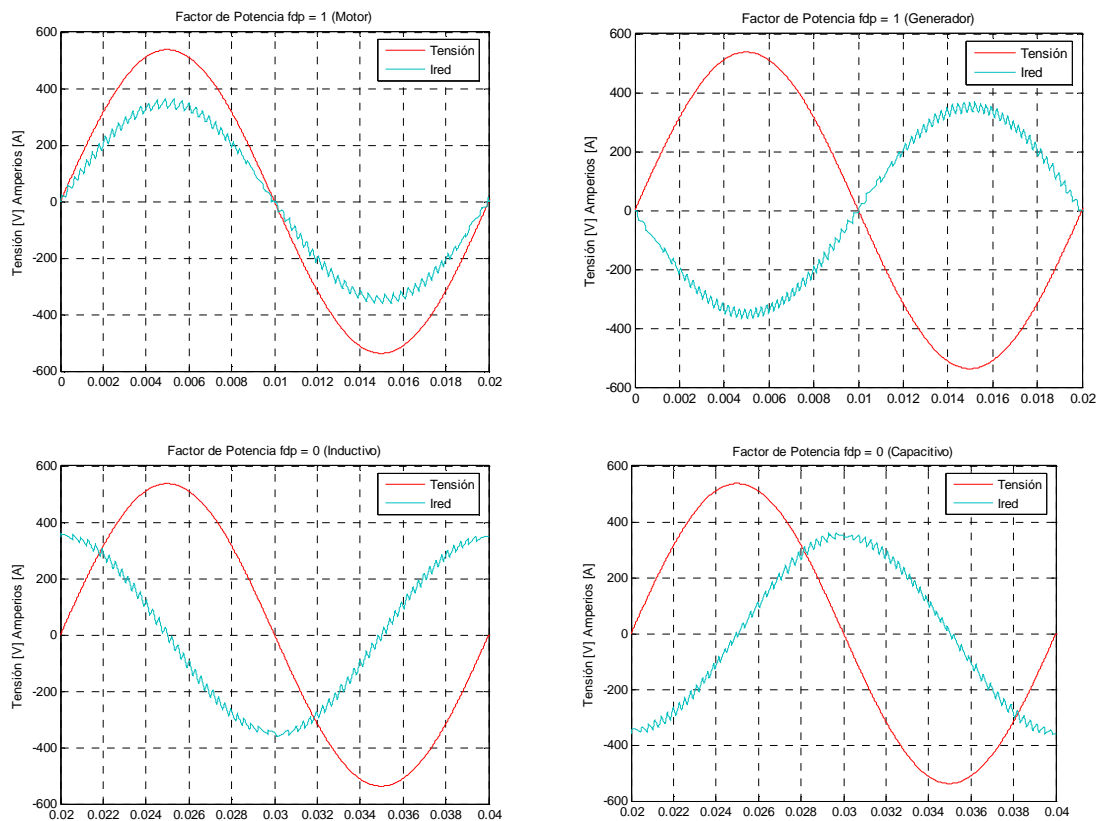 Factor de Potencia fdp = 1 (Motor)
Tensión [V] Amperios [A]
600
400
200
0
-200
-400
-600
0 0.002 0.004 0.006 0.008 0.01 0.012 0.014 0.016 0.018 0.02
Tensión
Ired
Factor de Potencia fdp = 1 (Generador)
Tensión [V] Amperios [A]
600
400
200
0
-200
-400
-600
0 0.002 0.004 0.006 0.008 0.01 0.012 0.014 0.016 0.018 0.02
Tensión
Ired
Factor de Potencia fdp = 0 (Inductivo)
Tensión [V] Amperios [A]
600
400
200
0
-200
-400
-600
0.02 0.022 0.024 0.026 0.028 0.03 0.032 0.034 0.036 0.038 0.04
Tensión
Ired
Factor de Potencia fdp = 0 (Capacitivo)
Tensión [V] Amperios [A]
600
400
200
0
-200
-400
-600
0.02 0.022 0.024 0.026 0.028 0.03 0.032 0.034 0.036 0.038 0.04
Tensión
Ired